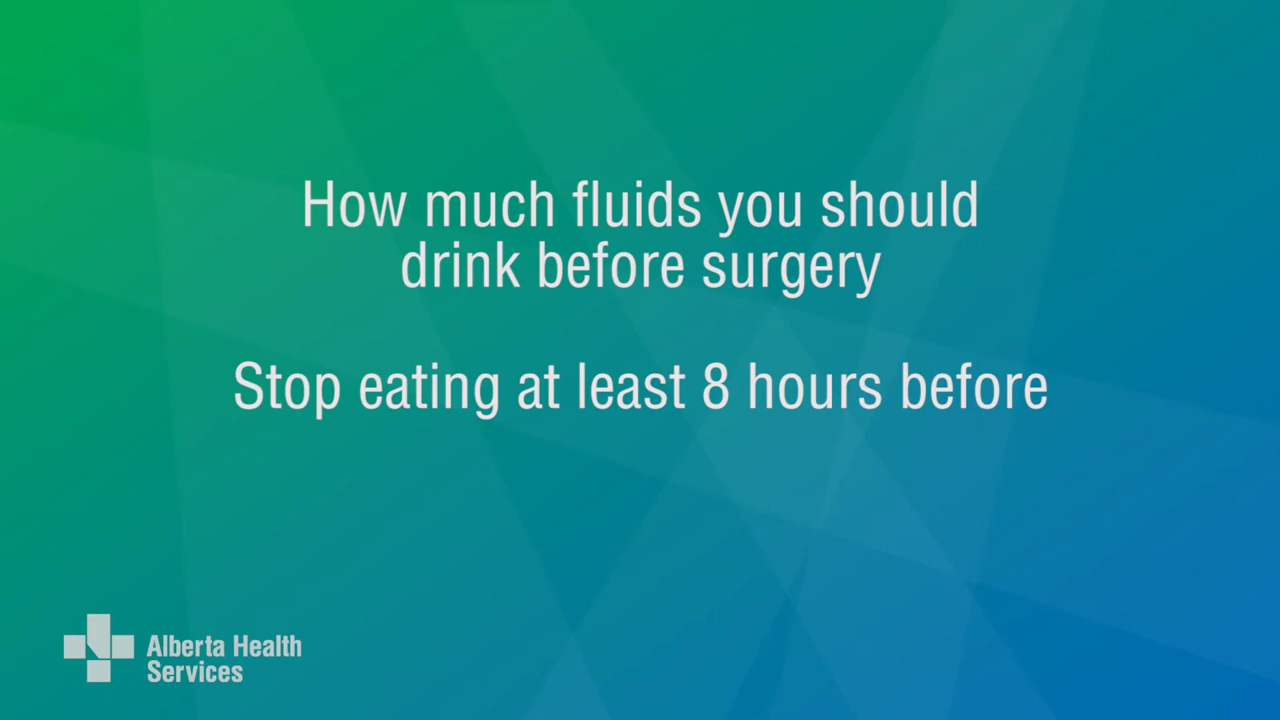 How much fluids you should
drink before surgery
Stop eating at least 8 hours before
Alberta Health
Services